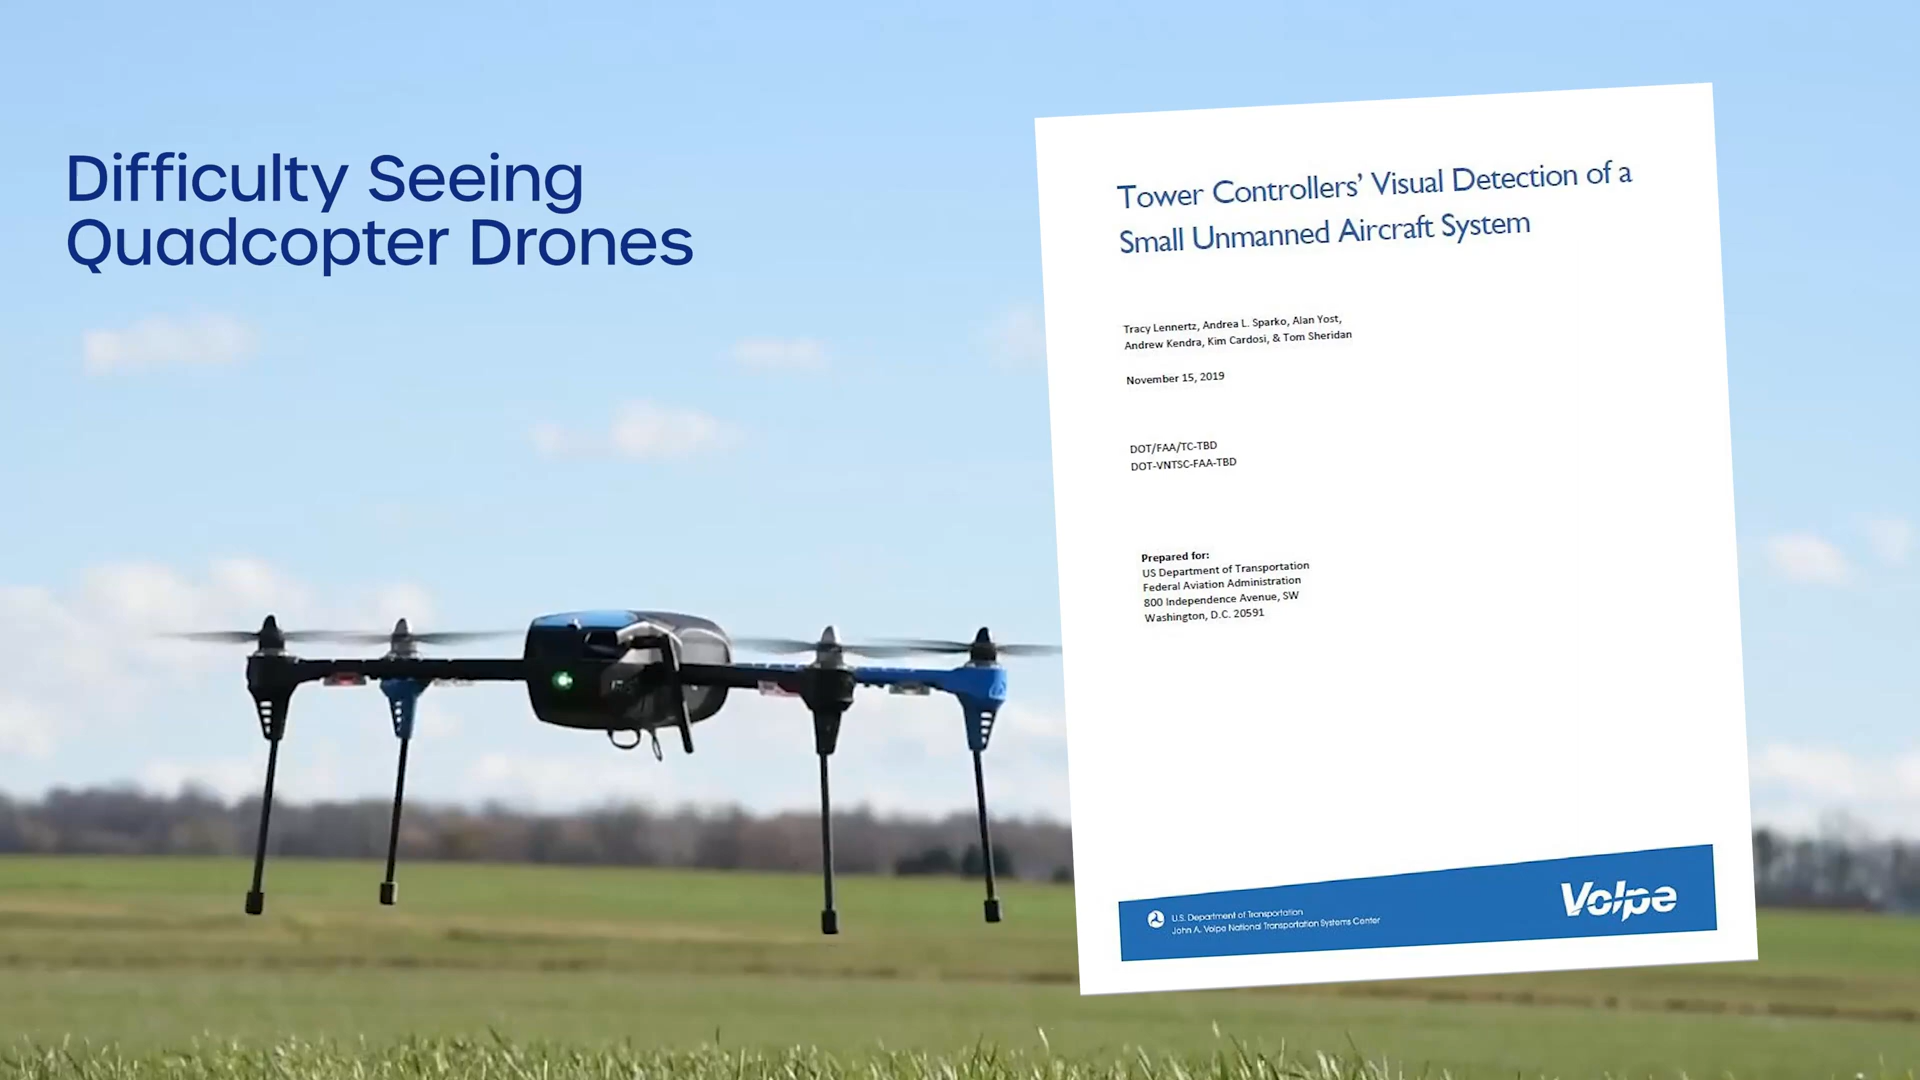 Difficulty Seeing
Quadcopter Drones
Tower Controllers' Visual Detection of a
Small Unmanned Aircraft System
Tracy Lennertz, Andrea L. Sparko, Alan Yost,
Andrew Kendra, Kim Cardosi, & Tom Sheridan
November 15, 2019
DOT/FAA/TC-TBD
DOT-VNTSC-FAA-TBD
Prepared for:
US Department of Transportation
Federal Aviation Administration
800 Independence Avenue, SW
Washington, D.C. 20591
U.S. Department of Transportation
John A. Volpe National Transportation Systems Center
Volpe